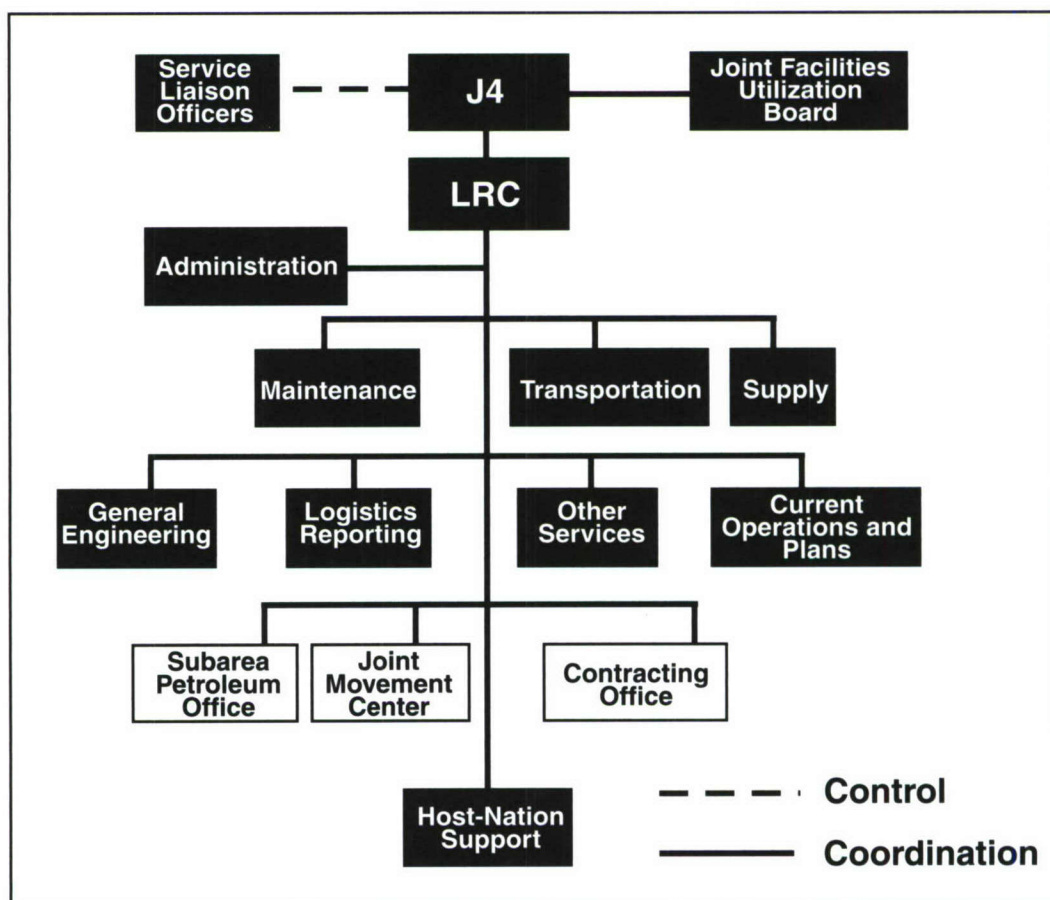 Service
Liaison
Officers
J4
Joint Facilities
Utilization
Board
LRC
Administration
Maintenance
Transportation
Supply
General
Engineering
Logistics
Reporting
Other
Services
Current
Operations and
Plans
Subarea
Petroleum
Office
Joint
Movement
Center
Contracting
Office
Host-Nation
Support
Control
Coordination